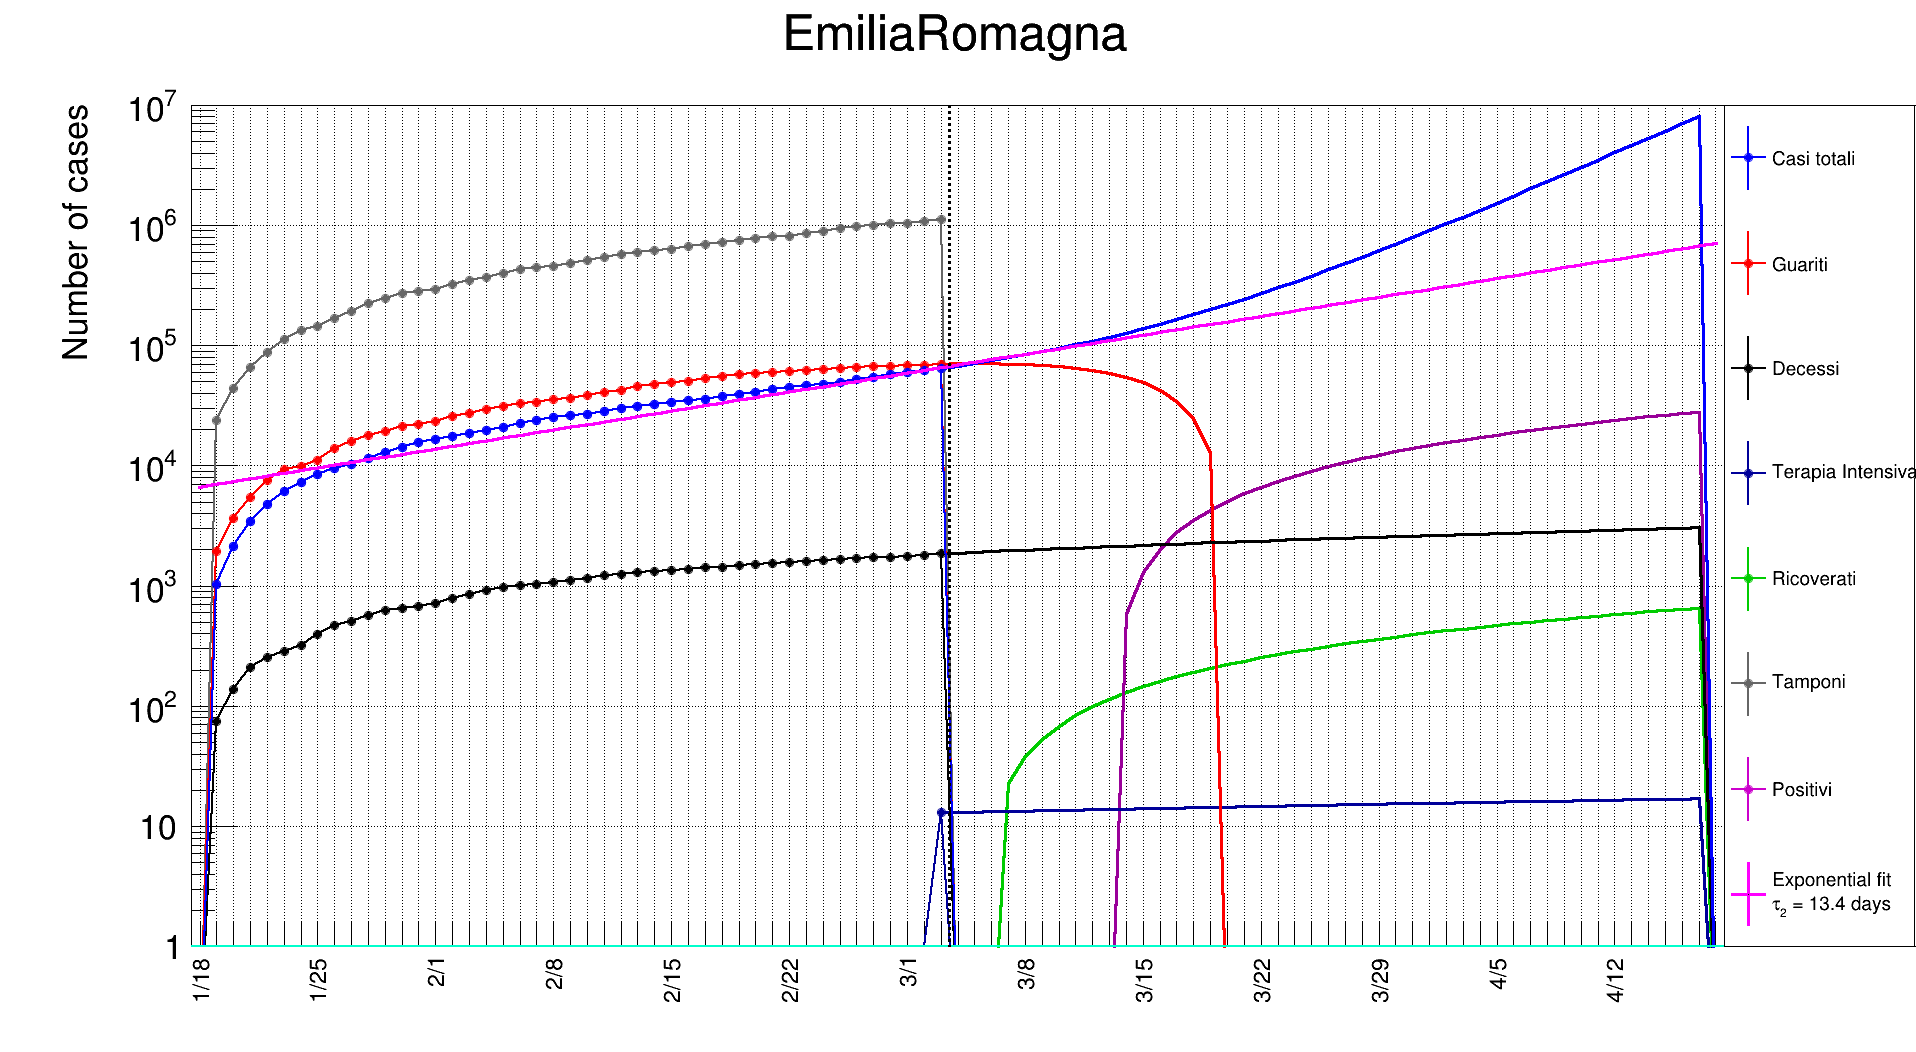 EmiliaRomagna
Number of cases
10^7
10^6
10^5
10^4
10^3
10^2
10
1
1/18
1/25
2/1
2/8
2/15
2/22
3/1
3/8
3/15
3/22
3/29
4/5
4/12
Casi totali
Guariti
Decessi
Terapia Intensiva
Ricoverati
Tamponi
Positivi
Exponential fit
τ_2 = 13.4 days